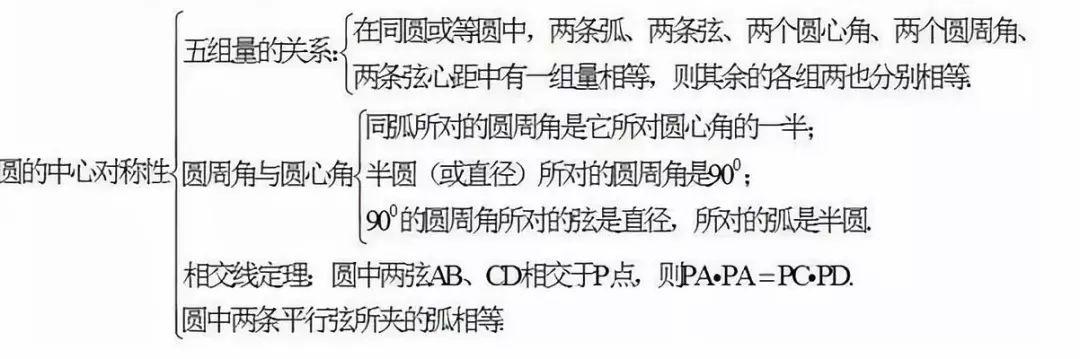 五组量的关系:
在同圆或等圆中，两条弧、两条弦、两个圆心角、两个圆周角、
两条弦心距中有一组量相等，则其余的各组两也分别相等.
圆的中心对称性
圆周角与圆心角
同弧所对的圆周角是它所对圆心角的一半；
半圆（或直径）所对的圆周角是90⁰；
90⁰的圆周角所对的弦是直径，所对的弧是半圆.
相交线定理：圆中两弦AB、CD相交于P点，则PA•PA=PC•PD.
圆中两条平行弦所夹的弧相等.